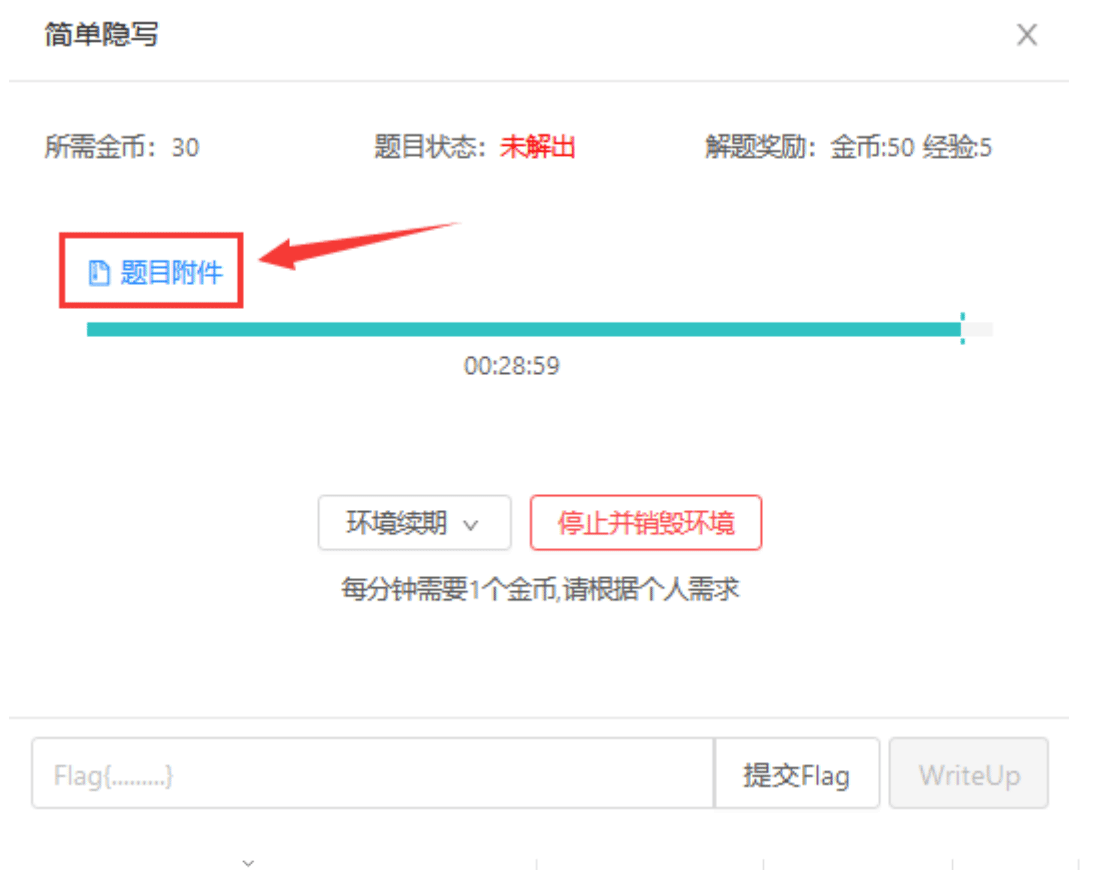 简单隐写
所需金币：30 题目状态：未解出 解题奖励：金币:50 经验:5
题目附件
00:28:59
环境续期 停止并销毁环境
每分钟需要1个金币,请根据个人需求
Flag{.........} 提交Flag WriteUp